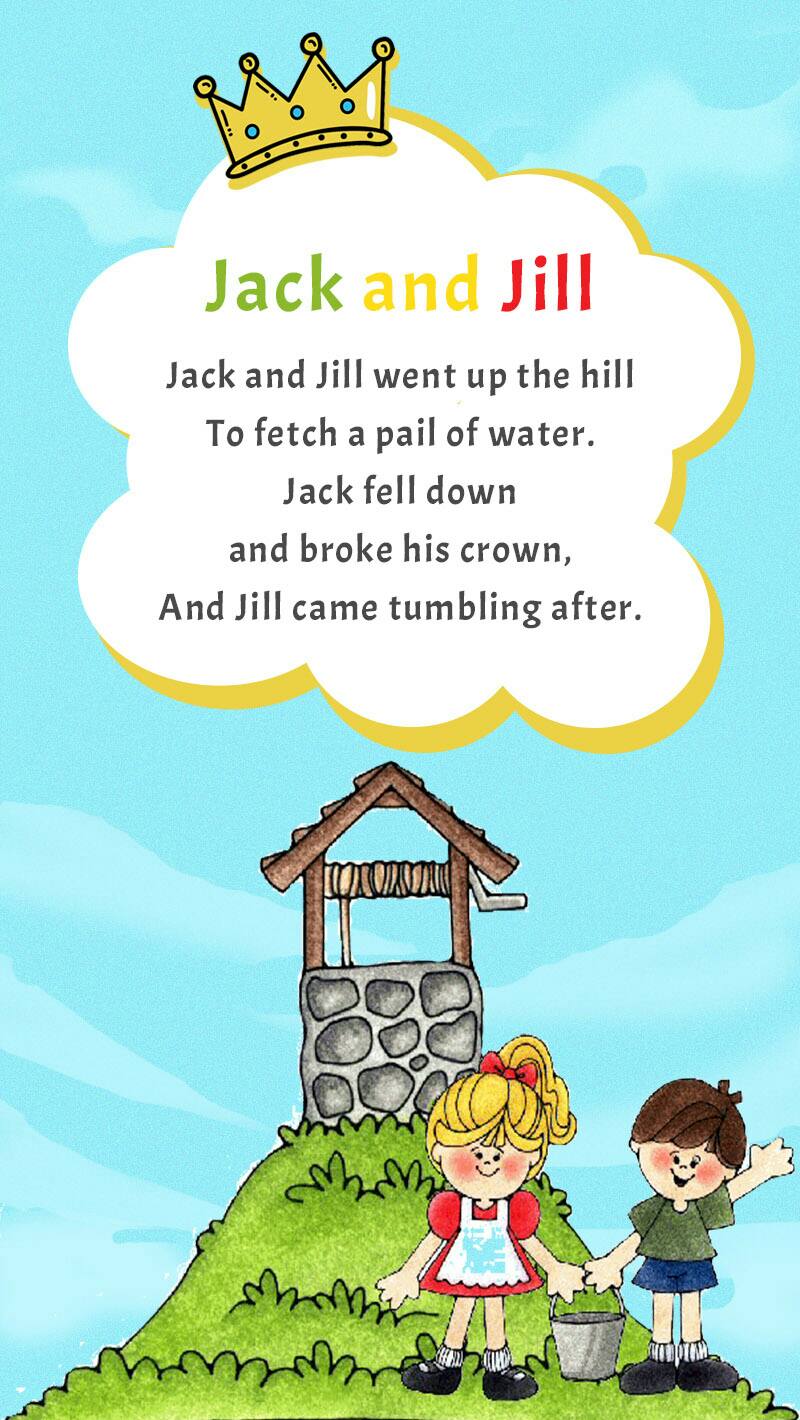 Jack and Jill
Jack and Jill went up the hill
To fetch a pail of water.
Jack fell down
and broke his crown,
And Jill came tumbling after.